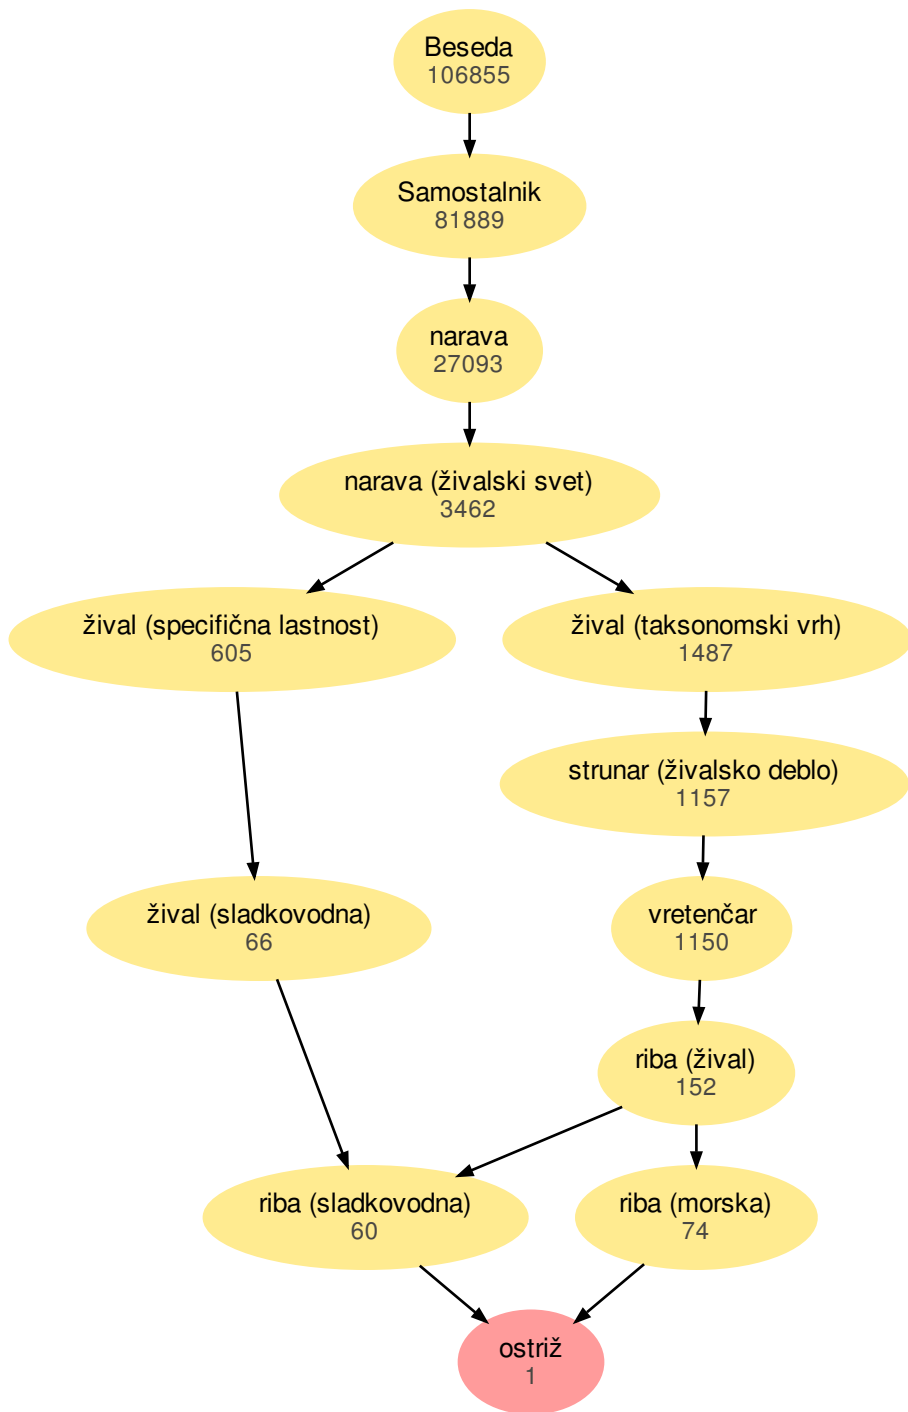 Beseda
106855
Samostalnik
81889
narava
27093
narava (živalski svet)
3462
žival (specifična lastnost)
605
žival (taksonomski vrh)
1487
strunar (živalsko deblo)
1157
žival (sladkovodna)
66
vretenčar
1150
riba (žival)
152
riba (sladkovodna)
60
riba (morska)
74
ostriž
1